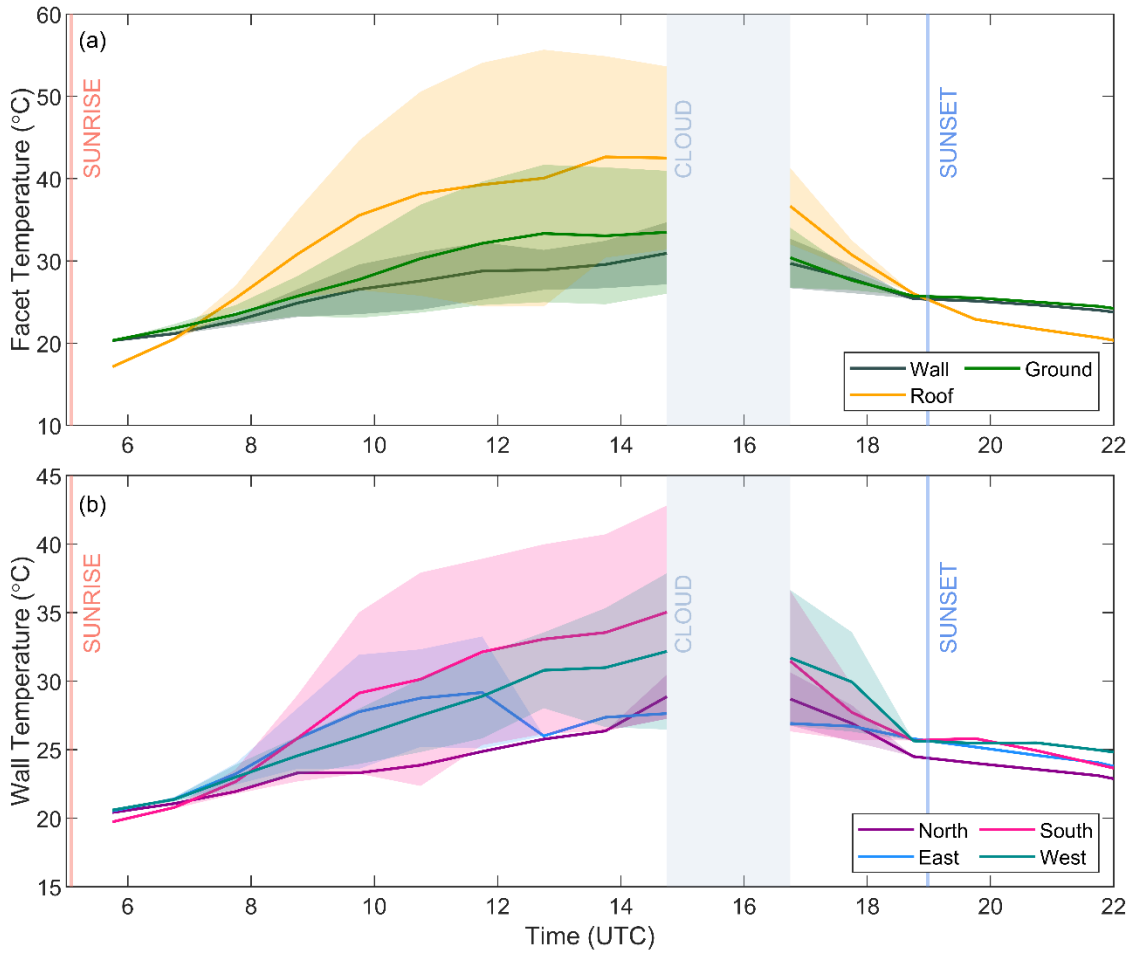 (a)
SUNRISE
CLOUD
SUNSET
Facet Temperature (°C)
60
50
40
30
20
10
Wall Ground
Roof
6 8 10 12 14 16 18 20 22
(b)
SUNRISE
CLOUD
SUNSET
Wall Temperature (°C)
45
40
35
30
25
20
15
North South
East West
6 8 10 12 14 16 18 20 22
Time (UTC)